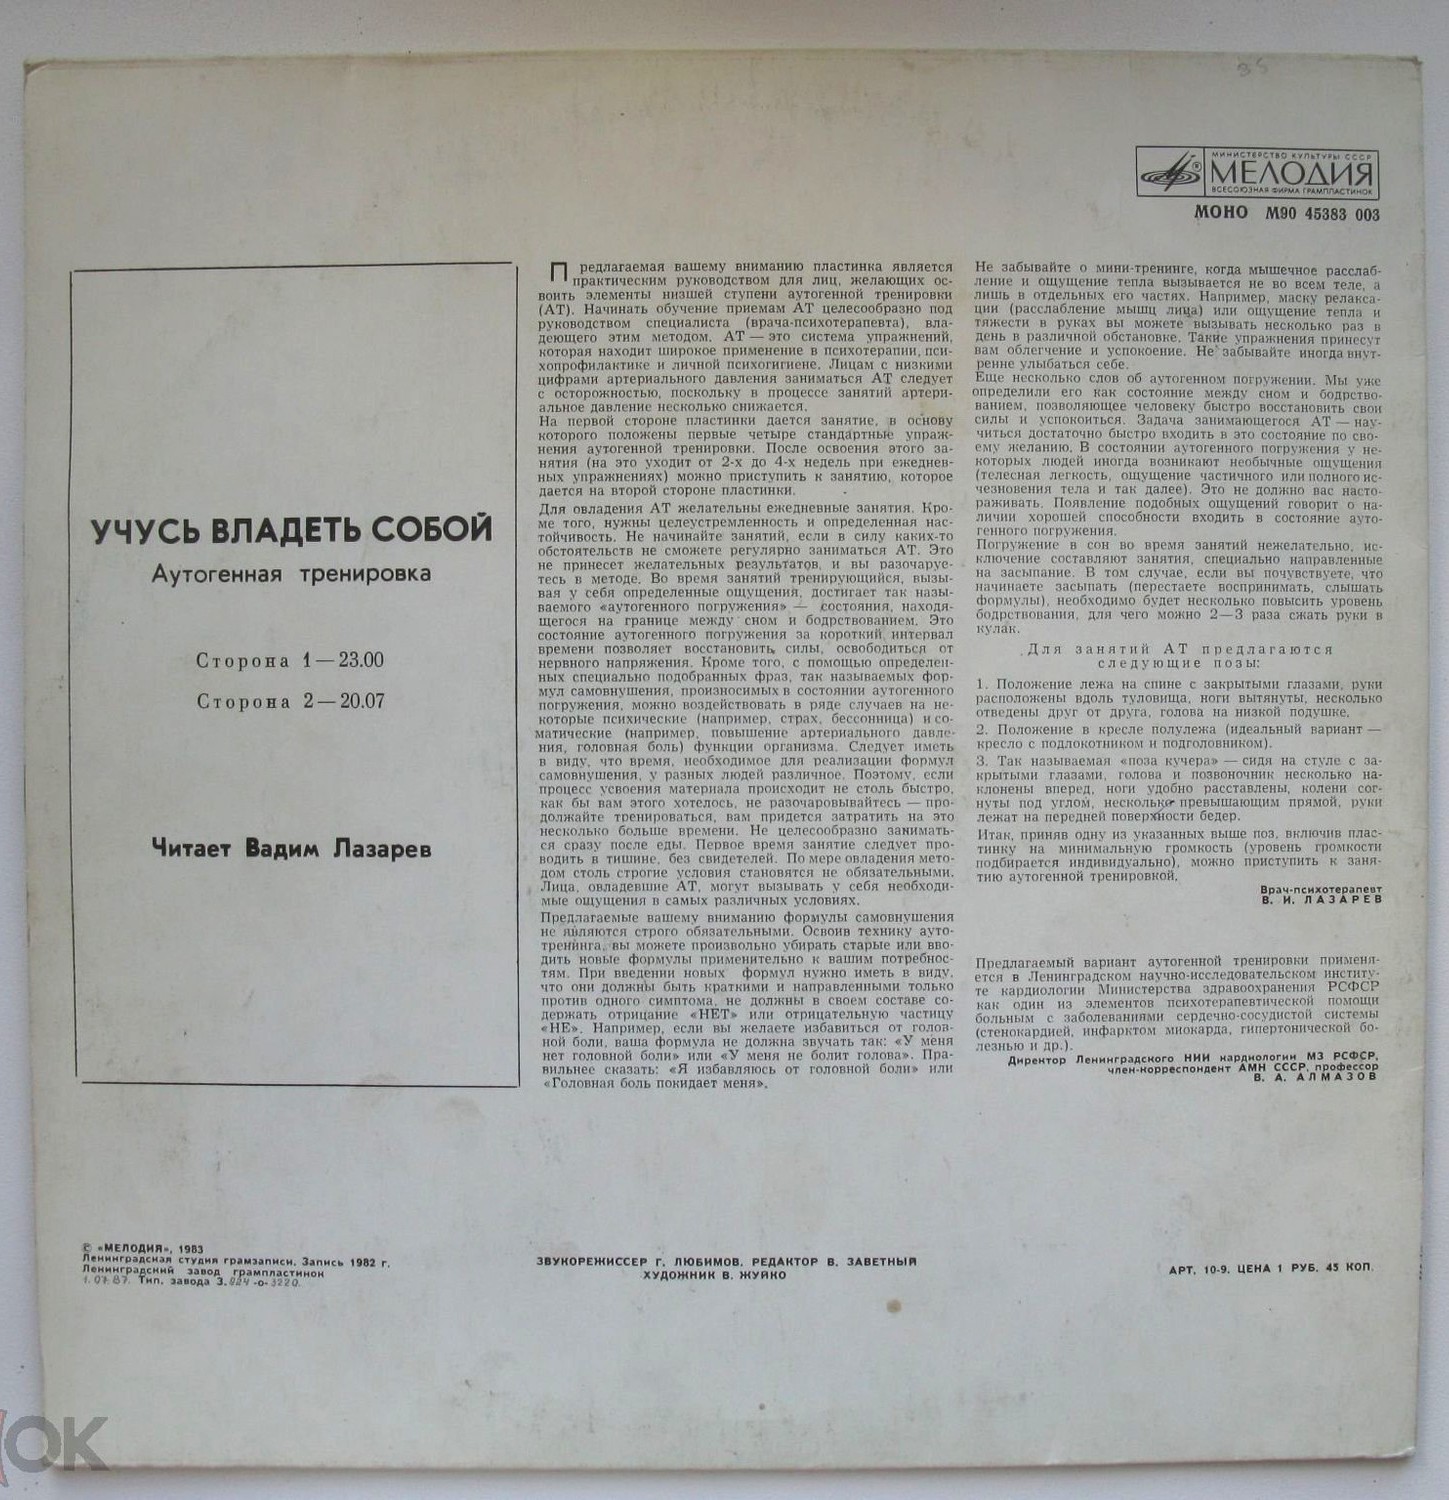 35
МИНИСТЕРСТВО КУЛЬТУРЫ СССР
МЕЛОДИЯ
ВСЕСОЮЗНАЯ ФИРМА ГРАМПЛАСТИНОК
МОНО М90 45383 003
УЧУСЬ ВЛАДЕТЬ СОБОЙ
Аутогенная тренировка
Сторона 1 — 23.00
Сторона 2 — 20.07
Читает Вадим Лазарев
Предлагаемая вашему вниманию пластинка является
практическим руководством для лиц, желающих ос-
воить элементы низшей ступени аутогенной тренировки
(АТ). Начинать обучение приемам АТ целесообразно под
руководством специалиста (врача-психотерапевта), вла-
деющего этим методом. АТ — это система упражнений,
которая находит широкое применение в психотерапии, пси-
хопрофилактике и личной психогигиене. Лицам с низкими
цифрами артериального давления заниматься АТ следует
с осторожностью, поскольку в процессе занятий артери-
альное давление несколько снижается.
На первой стороне пластинки дается занятие, в основу
которого положены первые четыре стандартные упраж-
нения аутогенной тренировки. После освоения этого за-
нятия (на это уходит от 2-х до 4-х недель при ежеднев-
ных упражнениях) можно приступить к занятию, которое
дается на второй стороне пластинки.
Для овладения АТ желательны ежедневные занятия. Кро-
ме того, нужны целеустремленность и определенная нас-
тойчивость. Не начинайте занятий, если в силу каких-то
обстоятельств не сможете регулярно заниматься АТ. Это
не принесет желательных результатов, и вы разочаруе-
тесь в методе. Во время занятий тренирующийся, вызы-
вая у себя определенные ощущения, достигает так назы-
ваемого «аутогенного погружения» — состояния, находя-
щегося на границе между сном и бодрствованием. Это
состояние аутогенного погружения за короткий интервал
времени позволяет восстановить силы, освободиться от
нервного напряжения. Кроме того, с помощью определен-
ных специально подобранных фраз, так называемых фор-
мул самовнушения, произносимых в состоянии аутогенного
погружения, можно воздействовать в ряде случаев на не-
которые психические (например, страх, бессонница) и со-
матические (например, повышение артериального давле-
ния, головная боль) функции организма. Следует иметь
в виду, что время, необходимое для реализации формул
самовнушения, у разных людей различное. Поэтому, если
процесс усвоения материала происходит не столь быстро,
как бы вам этого хотелось, не разочаровывайтесь — про-
должайте тренироваться, вам придется затратить на это
несколько больше времени. Не целесообразно занимать-
ся сразу после еды. Первое время занятие следует про-
водить в тишине, без свидетелей. По мере овладения мето-
дом столь строгие условия становятся не обязательными.
Лица, овладевшие АТ, могут вызывать у себя необходи-
мые ощущения в самых различных условиях.
Предлагаемые вашему вниманию формулы самовнушения
не являются строго обязательными. Освоив технику ауто-
тренинга, вы можете произвольно убирать старые или вво-
дить новые формулы применительно к вашим потребнос-
тям. При введении новых формул нужно иметь в виду,
что они должны быть краткими и направленными только
против одного симптома, не должны в своем составе со-
держать отрицание «НЕТ» или отрицательную частицу
«НЕ». Например, если вы желаете избавиться от голов-
ной боли, ваша формула не должна звучать так: «У меня
нет головной боли» или «У меня не болит голова». Пра-
вильнее сказать: «Я избавляюсь от головной боли» или
«Головная боль покидает меня».
Не забывайте о мини-тренинге, когда мышечное расслаб-
ление и ощущение тепла вызывается не во всем теле, а
лишь в отдельных его частях. Например, маску релакса-
ции (расслабление мышц лица) или ощущение тепла и
тяжести в руках вы можете вызывать несколько раз в
день в различной обстановке. Такие упражнения принесут
вам облегчение и успокоение. Не забывайте иногда внут-
ренне улыбаться себе.
Еще несколько слов об аутогенном погружении. Мы уже
определили его как состояние между сном и бодрство-
ванием, позволяющее человеку быстро восстановить свои
силы и успокоиться. Задача занимающегося АТ — нау-
читься достаточно быстро входить в это состояние по сво-
ему желанию. В состоянии аутогенного погружения у не-
которых людей иногда возникают необычные ощущения
(телесная легкость, ощущение частичного или полного ис-
чезновения тела и так далее). Это не должно вас насто-
раживать. Появление подобных ощущений говорит о на-
личии хорошей способности входить в состояние ауто-
генного погружения.
Погружение в сон во время занятий нежелательно, ис-
ключение составляют занятия, специально направленные
на засыпание. В том случае, если вы почувствуете, что
начинаете засыпать (перестаете воспринимать, слышать
формулы), необходимо будет несколько повысить уровень
бодрствования, для чего можно 2—3 раза сжать руки в
кулак.
Для занятий АТ предлагаются
следующие позы:
1. Положение лежа на спине с закрытыми глазами, руки
расположены вдоль туловища, ноги вытянуты, несколько
отведены друг от друга, голова на низкой подушке.
2. Положение в кресле полулежа (идеальный вариант —
кресло с подлокотником и подголовником).
3. Так называемая «поза кучера» — сидя на стуле с за-
крытыми глазами, голова и позвоночник несколько на-
клонены вперед, ноги удобно расставлены, колени сог-
нуты под углом, несколько превышающим прямой, руки
лежат на передней поверхности бедер.
Итак, приняв одну из указанных выше поз, включив плас-
тинку на минимальную громкость (уровень громкости
подбирается индивидуально), можно приступить к заня-
тию аутогенной тренировкой.
Врач-психотерапевт
В. И. ЛАЗАРЕВ
Предлагаемый вариант аутогенной тренировки применя-
ется в Ленинградском научно-исследовательском институ-
те кардиологии Министерства здравоохранения РСФСР
как один из элементов психотерапевтической помощи
больным с заболеваниями сердечно-сосудистой системы
(стенокардией, инфарктом миокарда, гипертонической бо-
лезнью и др.).
Директор Ленинградского НИИ кардиологии МЗ РСФСР,
член-корреспондент АМН СССР, профессор
В. А. АЛМАЗОВ
© «МЕЛОДИЯ», 1983
Ленинградская студия грамзаписи. Запись 1982 г.
Ленинградский завод грампластинок
1.07.87. Тип. завода З. 824-о-3220
ЗВУКОРЕЖИССЕР Г. ЛЮБИМОВ. РЕДАКТОР В. ЗАВЕТНЫЙ
ХУДОЖНИК В. ЖУЙКО
АРТ. 10-9. ЦЕНА 1 РУБ. 45 КОП.
ОК